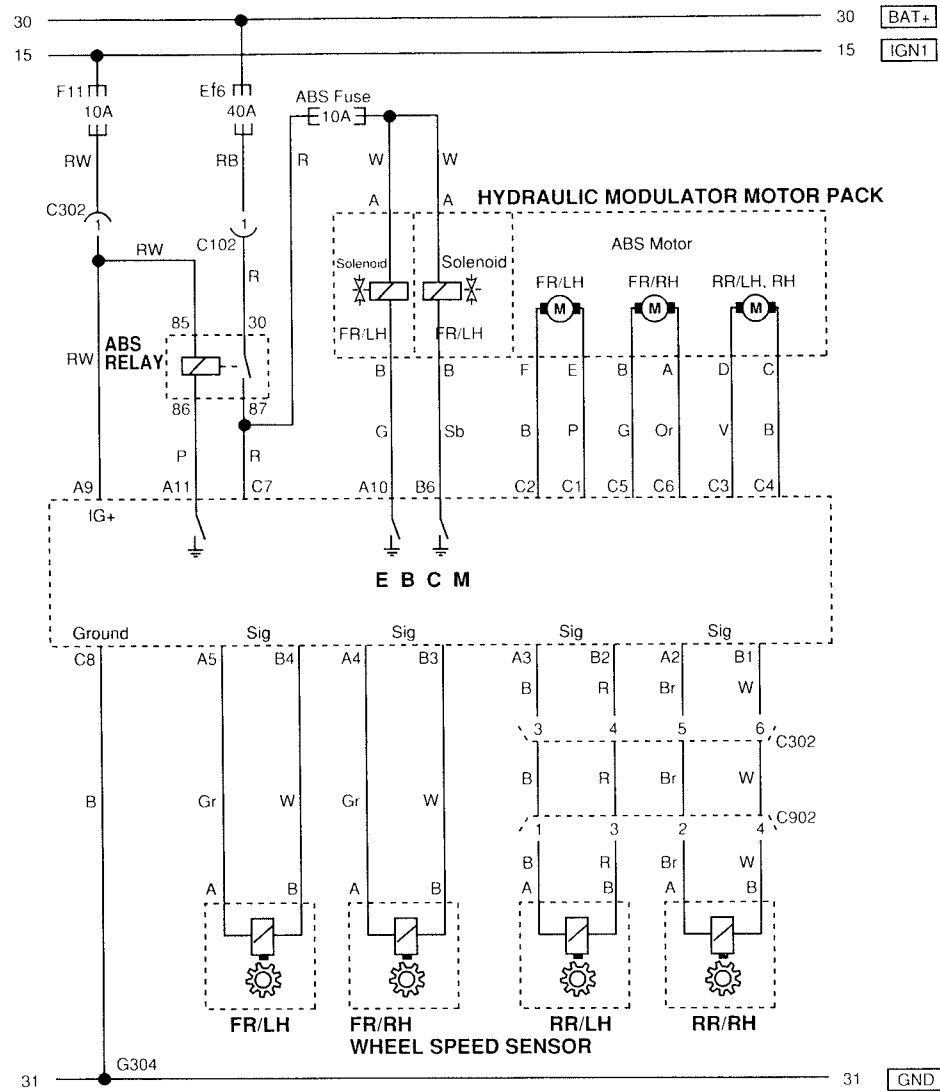 30 30 BAT+
15 15 IGN1
F11 Ef6 ABS Fuse
10A 40A 10A
RW RB R W W
C302 A A HYDRAULIC MODULATOR MOTOR PACK
1 1
RW C102 ABS Motor
R Solenoid Solenoid FR/LH FR/RH RR/LH, RH
M M M
85 30 FR/LH FR/LH
ABS
RELAY
RW B B F E B A D C
86 87
P R G Sb B P G Or V B
A9 A11 C7 A10 B6 C2 C1 C5 C6 C3 C4
IG+
E B C M
Ground Sig Sig Sig Sig
C8 A5 B4 A4 B3 A3 B2 A2 B1
B R Br W
3 4 5 6 C302
B Gr W Gr W B R Br W
1 3 2 4 C902
B R Br W
A B A B A B A B
FR/LH FR/RH RR/LH RR/RH
WHEEL SPEED SENSOR
G304
31 31 GND